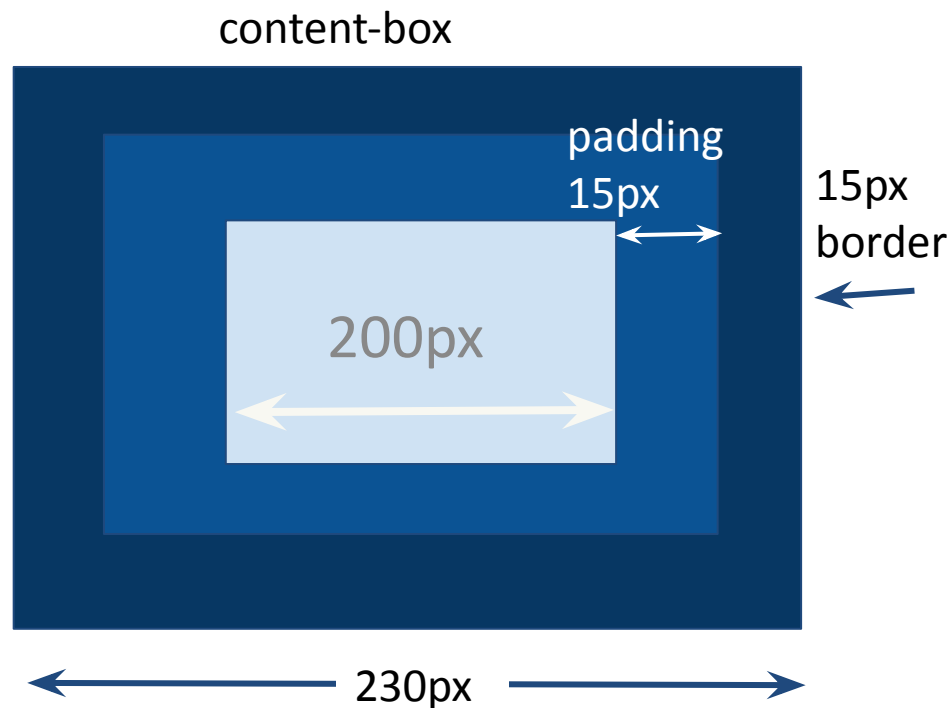 content-box
padding
15px
15px
border
200px
230px